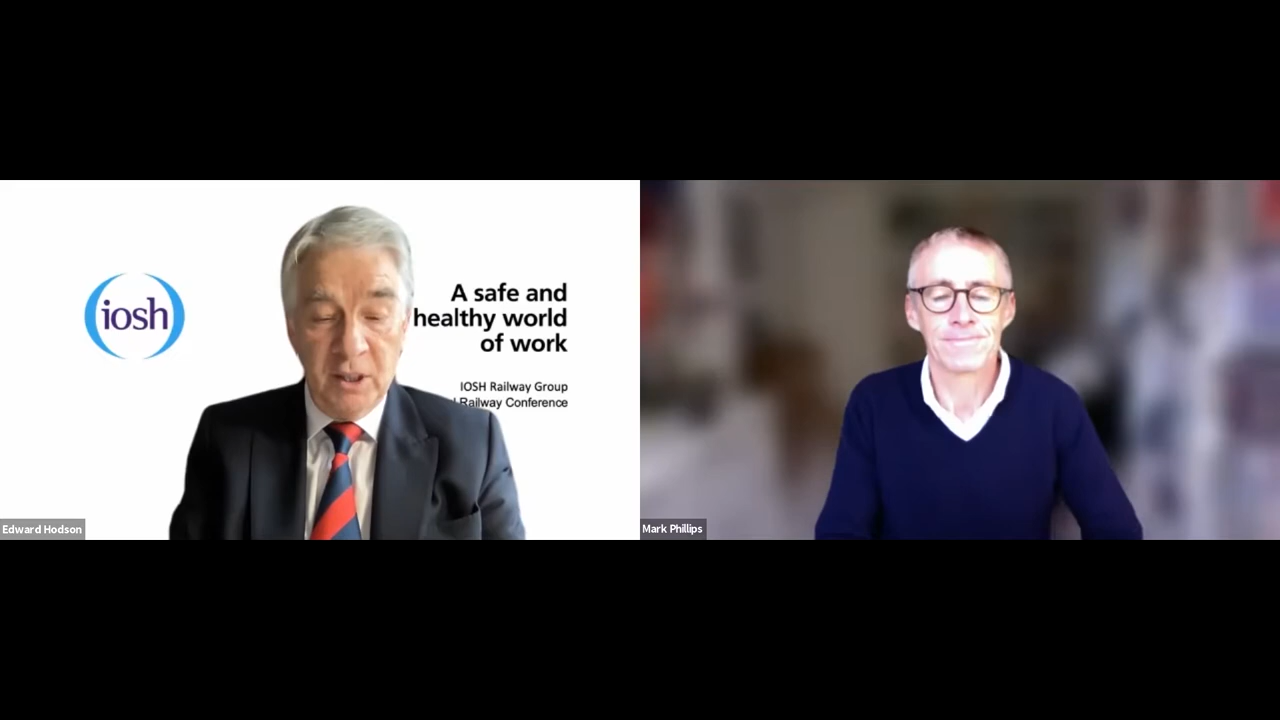 iosh
A safe and
healthy world
of work
IOSH Railway Group
Railway Conference
Edward Hodson
Mark Phillips